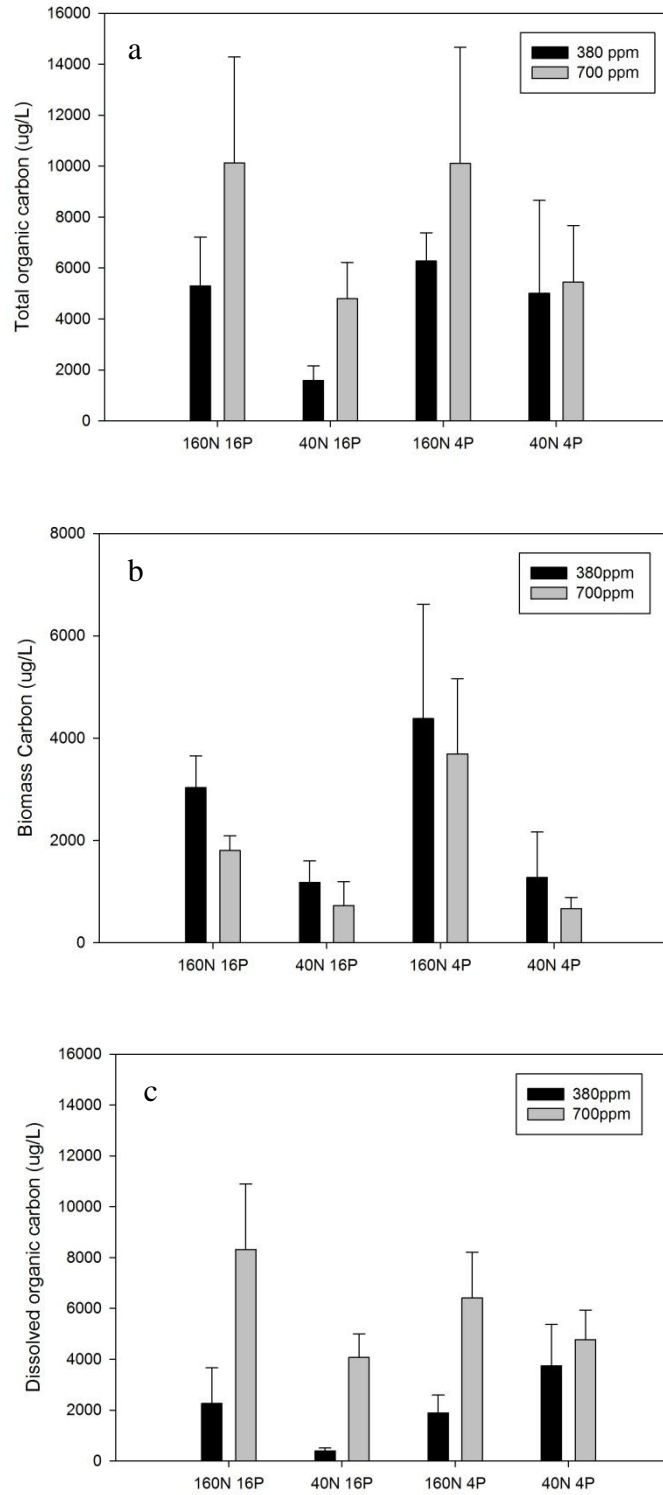 16000
a
380 ppm
14000
700 ppm
12000
10000
8000
6000
4000
2000
0
Total organic carbon (ug/L)
160N 16P 40N 16P 160N 4P 40N 4P
8000
b
380ppm
700ppm
6000
4000
2000
0
Biomass Carbon (ug/L)
160N 16P 40N 16P 160N 4P 40N 4P
16000
c
380ppm
14000
700ppm
12000
10000
8000
6000
4000
2000
0
Dissolved organic carbon (ug/L)
160N 16P 40N 16P 160N 4P 40N 4P